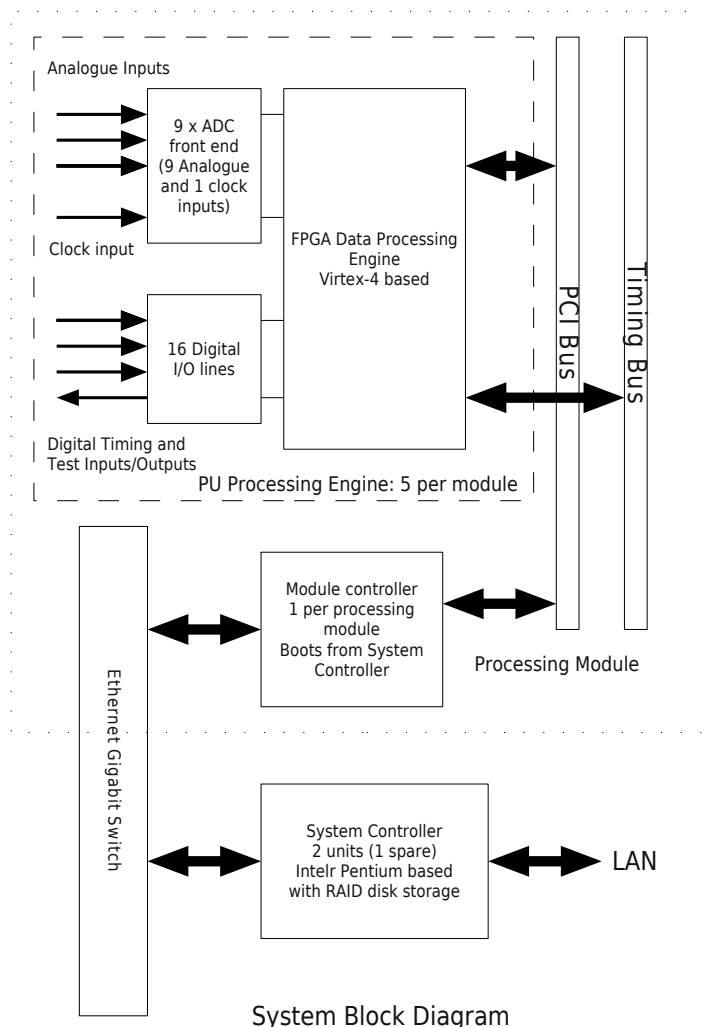 Analogue Inputs
9 x ADC
front end
(9 Analogue
and 1 clock
inputs)
Clock input
FPGA Data Processing
Engine
Virtex-4 based
PCI Bus
Timing Bus
16 Digital
I/O lines
Digital Timing and
Test Inputs/Outputs
PU Processing Engine: 5 per module
Module controller
1 per processing
module
Boots from System
Controller
Processing Module
Ethernet Gigabit Switch
System Controller
2 units (1 spare)
Intelr Pentium based
with RAID disk storage
LAN
System Block Diagram